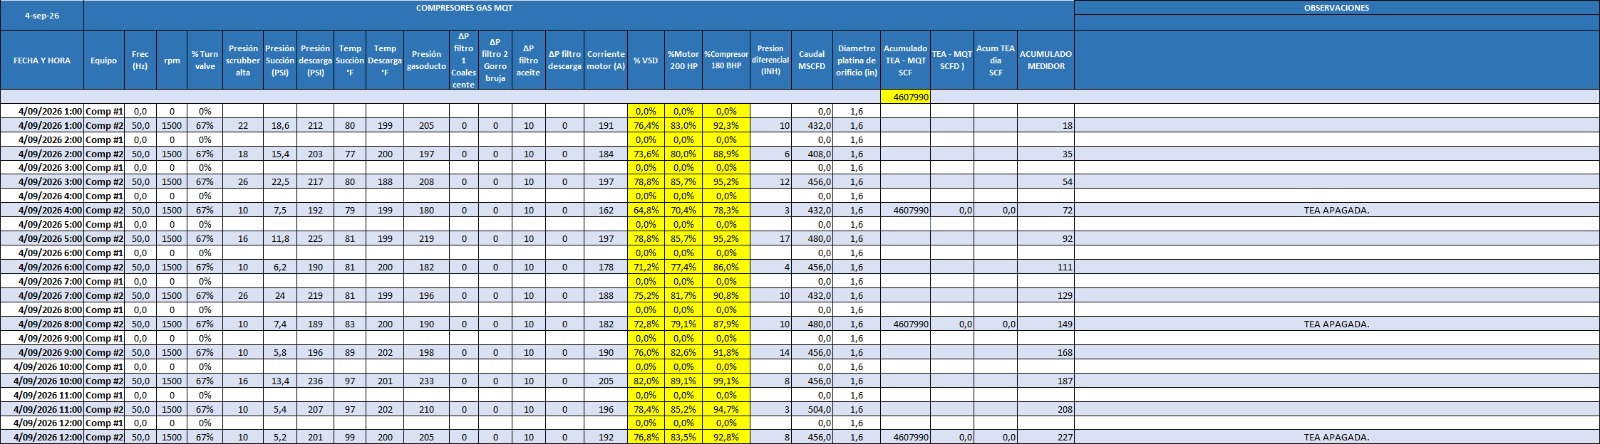 4-sep-26 COMPRESORES GAS MQT OBSERVACIONES
FECHA Y HORA Equipo Frec (Hz) rpm % Turn valve Presión scrubber alta Presión Succión (PSI) Presión descarga (PSI) Temp Succión °F Temp Descarga °F Presión gasoducto ΔP filtro 1 Coales cente ΔP filtro 2 Gorro bruja ΔP filtro aceite ΔP filtro descarga Corriente motor (A) % VSD %Motor 200 HP %Compresor 180 BHP Presion diferencial (INH) Caudal MSCFD Diametro platina de orificio (in) Acumulado TEA - MQT SCF TEA - MQT SCFD ) Acum TEA dia SCF ACUMULADO MEDIDOR
4607990
4/09/2026 1:00 Comp #1 0,0 0 0% 0,0% 0,0% 0,0% 0,0 1,6
4/09/2026 1:00 Comp #2 50,0 1500 67% 22 18,6 212 80 199 205 0 0 10 0 191 76,4% 83,0% 92,3% 10 432,0 1,6 18
4/09/2026 2:00 Comp #1 0,0 0 0% 0,0% 0,0% 0,0% 0,0 1,6
4/09/2026 2:00 Comp #2 50,0 1500 67% 18 15,4 203 77 200 197 0 0 10 0 184 73,6% 80,0% 88,9% 6 408,0 1,6 35
4/09/2026 3:00 Comp #1 0,0 0 0% 0,0% 0,0% 0,0% 0,0 1,6
4/09/2026 3:00 Comp #2 50,0 1500 67% 26 22,5 217 80 188 208 0 0 10 0 197 78,8% 85,7% 95,2% 12 456,0 1,6 54
4/09/2026 4:00 Comp #1 0,0 0 0% 0,0% 0,0% 0,0% 0,0 1,6
4/09/2026 4:00 Comp #2 50,0 1500 67% 10 7,5 192 79 199 180 0 0 10 0 162 64,8% 70,4% 78,3% 3 432,0 1,6 4607990 0,0 0,0 72 TEA APAGADA.
4/09/2026 5:00 Comp #1 0,0 0 0% 0,0% 0,0% 0,0% 0,0 1,6
4/09/2026 5:00 Comp #2 50,0 1500 67% 16 11,8 225 81 199 219 0 0 10 0 197 78,8% 85,7% 95,2% 17 480,0 1,6 92
4/09/2026 6:00 Comp #1 0,0 0 0% 0,0% 0,0% 0,0% 0,0 1,6
4/09/2026 6:00 Comp #2 50,0 1500 67% 10 6,2 190 81 200 182 0 0 10 0 178 71,2% 77,4% 86,0% 4 456,0 1,6 111
4/09/2026 7:00 Comp #1 0,0 0 0% 0,0% 0,0% 0,0% 0,0 1,6
4/09/2026 7:00 Comp #2 50,0 1500 67% 26 24 219 81 199 196 0 0 10 0 188 75,2% 81,7% 90,8% 10 432,0 1,6 129
4/09/2026 8:00 Comp #1 0,0 0 0% 0,0% 0,0% 0,0% 0,0 1,6
4/09/2026 8:00 Comp #2 50,0 1500 67% 10 7,4 189 83 200 190 0 0 10 0 182 72,8% 79,1% 87,9% 10 480,0 1,6 4607990 0,0 0,0 149 TEA APAGADA.
4/09/2026 9:00 Comp #1 0,0 0 0% 0,0% 0,0% 0,0% 0,0 1,6
4/09/2026 9:00 Comp #2 50,0 1500 67% 10 5,8 196 89 202 198 0 0 10 0 190 76,0% 82,6% 91,8% 14 456,0 1,6 168
4/09/2026 10:00 Comp #1 0,0 0 0% 0,0% 0,0% 0,0% 0,0 1,6
4/09/2026 10:00 Comp #2 50,0 1500 67% 16 13,4 236 97 201 233 0 0 10 0 205 82,0% 89,1% 99,1% 8 456,0 1,6 187
4/09/2026 11:00 Comp #1 0,0 0 0% 0,0% 0,0% 0,0% 0,0 1,6
4/09/2026 11:00 Comp #2 50,0 1500 67% 10 5,4 207 97 202 210 0 0 10 0 196 78,4% 85,2% 94,7% 3 504,0 1,6 208
4/09/2026 12:00 Comp #1 0,0 0 0% 0,0% 0,0% 0,0% 0,0 1,6
4/09/2026 12:00 Comp #2 50,0 1500 67% 10 5,2 201 99 200 205 0 0 10 0 192 76,8% 83,5% 92,8% 8 456,0 1,6 4607990 0,0 0,0 227 TEA APAGADA.